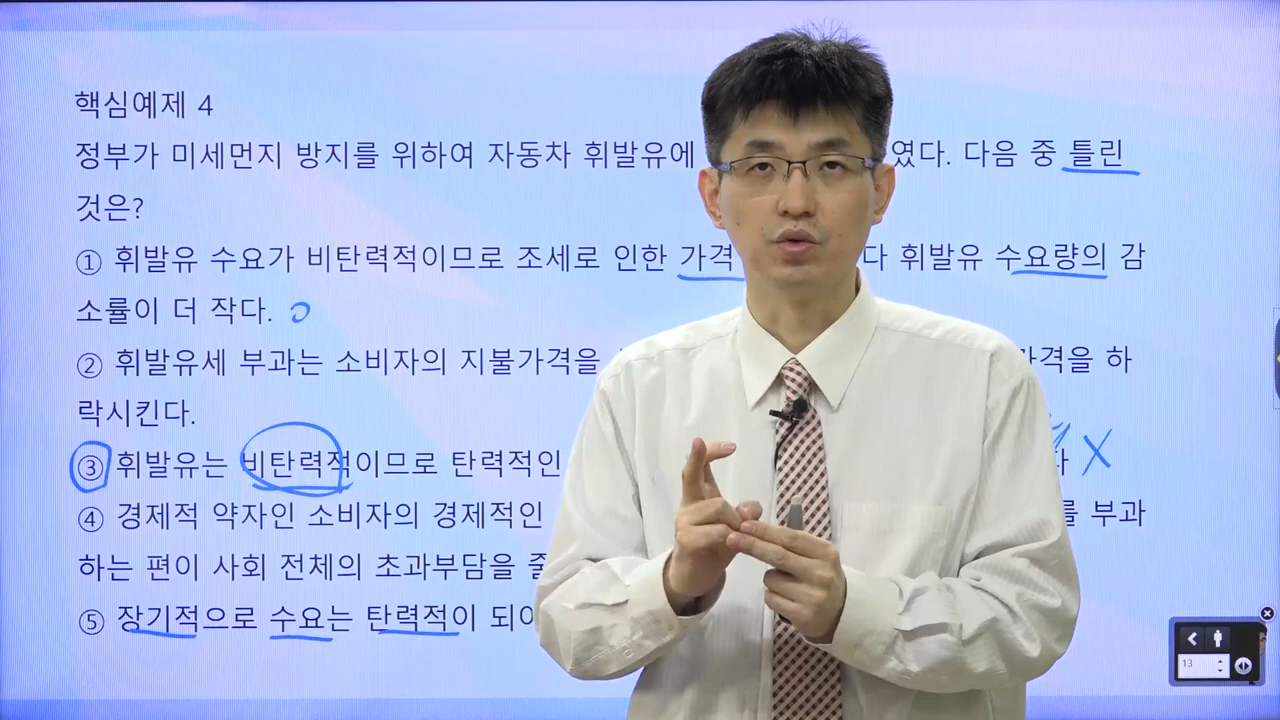 핵심예제 4
정부가 미세먼지 방지를 위하여 자동차 휘발유에 였다. 다음 중 틀린
것은?
① 휘발유 수요가 비탄력적이므로 조세로 인한 가격 다 휘발유 수요량의 감
소률이 더 작다.
② 휘발유세 부과는 소비자의 지불가격을 가격을 하
락시킨다.
③ 휘발유는 비탄력적이므로 탄력적인 X
④ 경제적 약자인 소비자의 경제적인 를 부과
하는 편이 사회 전체의 초과부담을
⑤ 장기적으로 수요는 탄력적이 되어
13